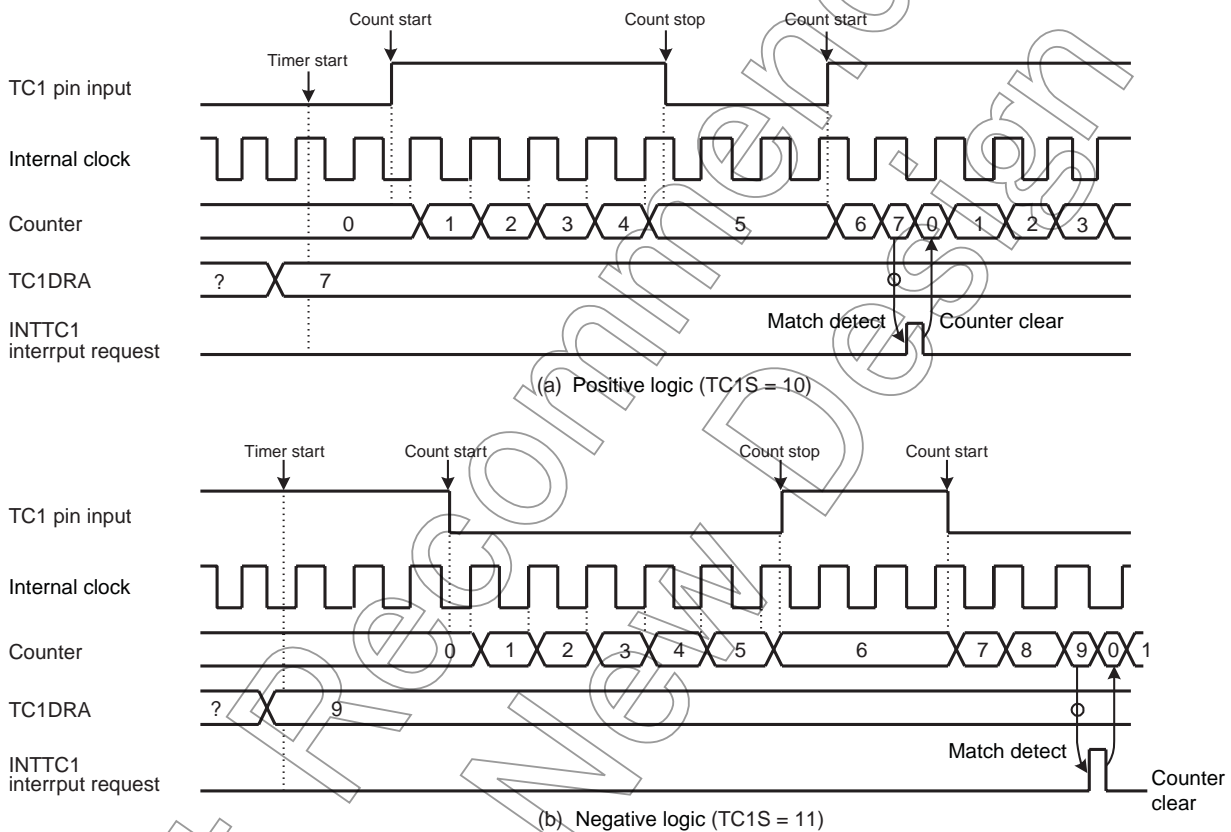 Count start
Count stop
Count start
Timer start
TC1 pin input
Internal clock
Counter
0 1 2 3 4 5 6 7 0 1 2 3
TC1DRA
? 7
INTTC1
interrput request
Match detect
Counter clear
(a) Positive logic (TC1S = 10)
Timer start
Count start
Count stop
Count start
TC1 pin input
Internal clock
Counter
0 1 2 3 4 5 6 7 8 9 0 1
TC1DRA
? 9
INTTC1
interrput request
Match detect
Counter
clear
(b) Negative logic (TC1S = 11)
Recommen
New Design